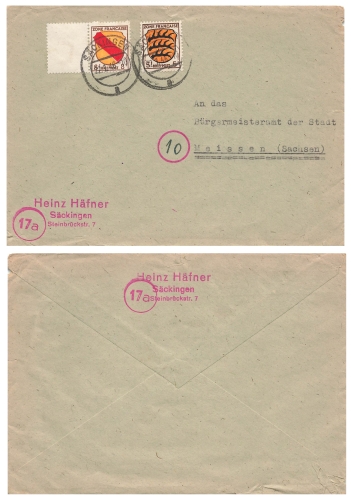 ZONE FRANÇAISE
ZONE FRANÇAISE
SÄCKINGEN
An das
Bürgermeisteramt der Stadt
10
Meissen (Sachsen)
Heinz Häfner
Säckingen
17a
Steinbrückstr. 7
Heinz Häfner
Säckingen
17a
Steinbrückstr. 7